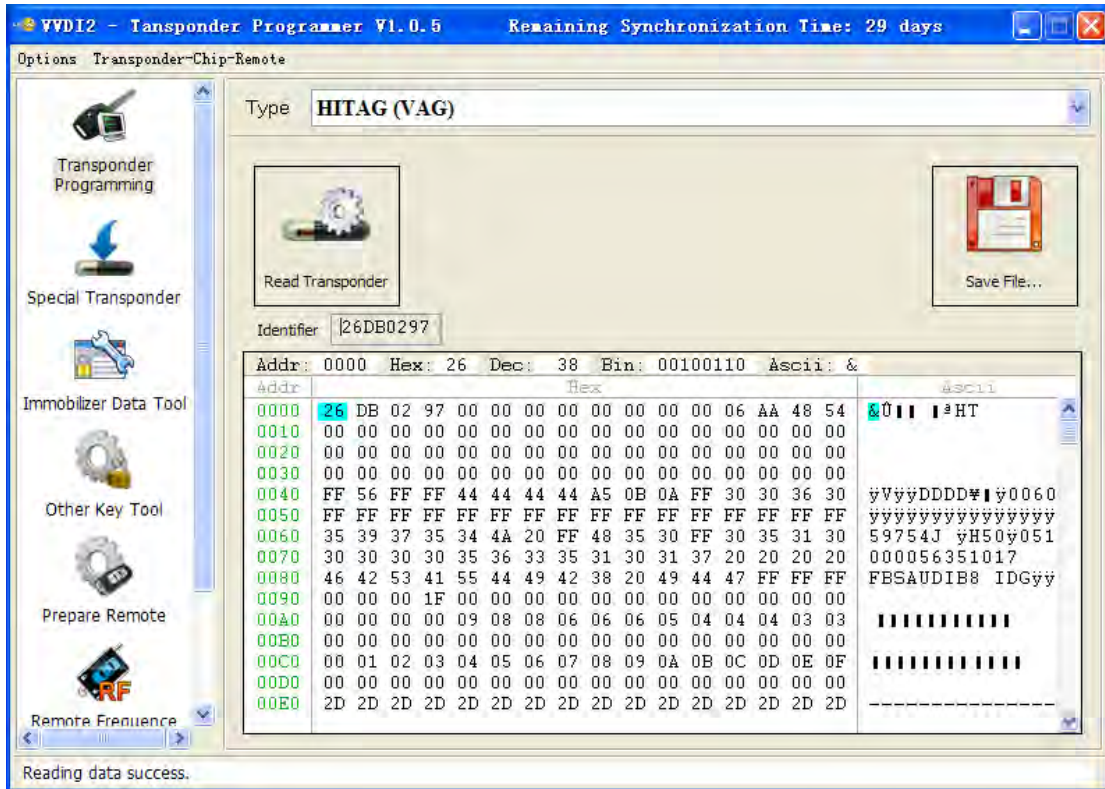 VVDI2 - Tansponder Programmer V1.0.5 Remaining Synchronization Time: 29 days
Options Transponder-Chip-Remote
Type HITAG (VAG)
Transponder
Programming
Special Transponder
Immobilizer Data Tool
Other Key Tool
Prepare Remote
RF
Remote Frequence
Read Transponder
Save File...
Identifier 26DB0297
Addr: 0000 Hex: 26 Dec: 38 Bin: 00100110 Ascii: &
Addr Hex Ascii
0000 26 DB 02 97 00 00 00 00 00 00 00 00 06 AA 48 54 &Û ªHT
0010 00 00 00 00 00 00 00 00 00 00 00 00 00 00 00 00
0020 00 00 00 00 00 00 00 00 00 00 00 00 00 00 00 00
0030 00 00 00 00 00 00 00 00 00 00 00 00 00 00 00 00
0040 FF 56 FF FF 44 44 44 44 A5 0B 0A FF 30 30 36 30 ÿVÿÿDDDD¥ ÿ0060
0050 FF FF FF FF FF FF FF FF FF FF FF FF FF FF FF FF ÿÿÿÿÿÿÿÿÿÿÿÿÿÿÿÿ
0060 35 39 37 35 34 4A 20 FF 48 35 30 FF 30 35 31 30 59754J ÿH50ÿ051
0070 30 30 30 30 35 36 33 35 31 30 31 37 20 20 20 20 000056351017
0080 46 42 53 41 55 44 49 42 38 20 49 44 47 FF FF FF FBSAUDIB8 IDGÿÿ
0090 00 00 00 1F 00 00 00 00 00 00 00 00 00 00 00 00
00A0 00 00 00 00 09 08 08 06 06 06 05 04 04 04 03 03
00B0 00 00 00 00 00 00 00 00 00 00 00 00 00 00 00 00
00C0 00 01 02 03 04 05 06 07 08 09 0A 0B 0C 0D 0E 0F
00D0 00 00 00 00 00 00 00 00 00 00 00 00 00 00 00 00
00E0 2D 2D 2D 2D 2D 2D 2D 2D 2D 2D 2D 2D 2D 2D 2D 2D ----------------
Reading data success.